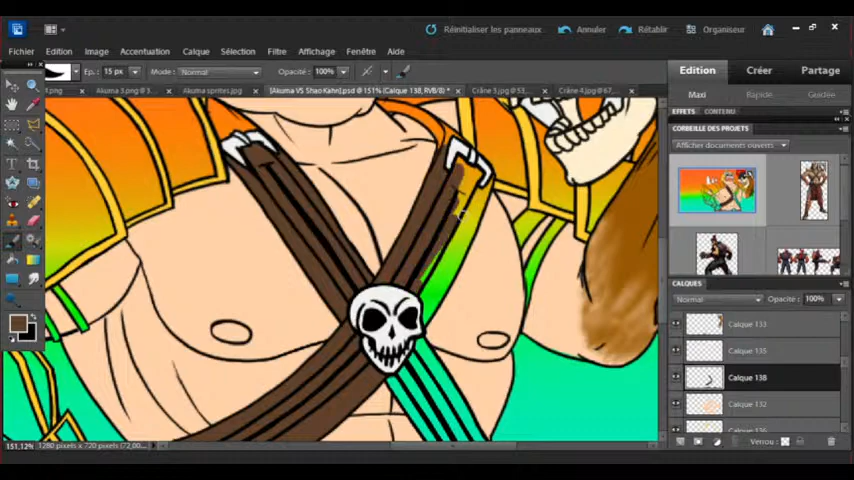 Réinitialiser les panneaux Annuler Rétablir Organiseur
Fichier Edition Image Accentuation Calque Sélection Filtre Affichage Fenêtre Aide
Edition Créer Partage
Ep.: 15 px Mode: Normal Opacité: 100%
Maxi Rapide Guidée
Akuma 3.png @ 3... Akuma sprites.jpg [Akuma VS Shao Kahn].psd @ 151% (Calque 138, RVB/8) * Crâne 3.jpg @ 53... Crâne 4.jpg @ 67...
EFFETS CONTENU
CORBEILLE DES PROJETS
Afficher documents ouverts
CALQUES
Normal Opacité: 100%
Calque 133
Calque 135
Calque 138
Calque 132
Calque 136
Verrou:
151,12% 1280 pixels x 720 pixels (72,00...